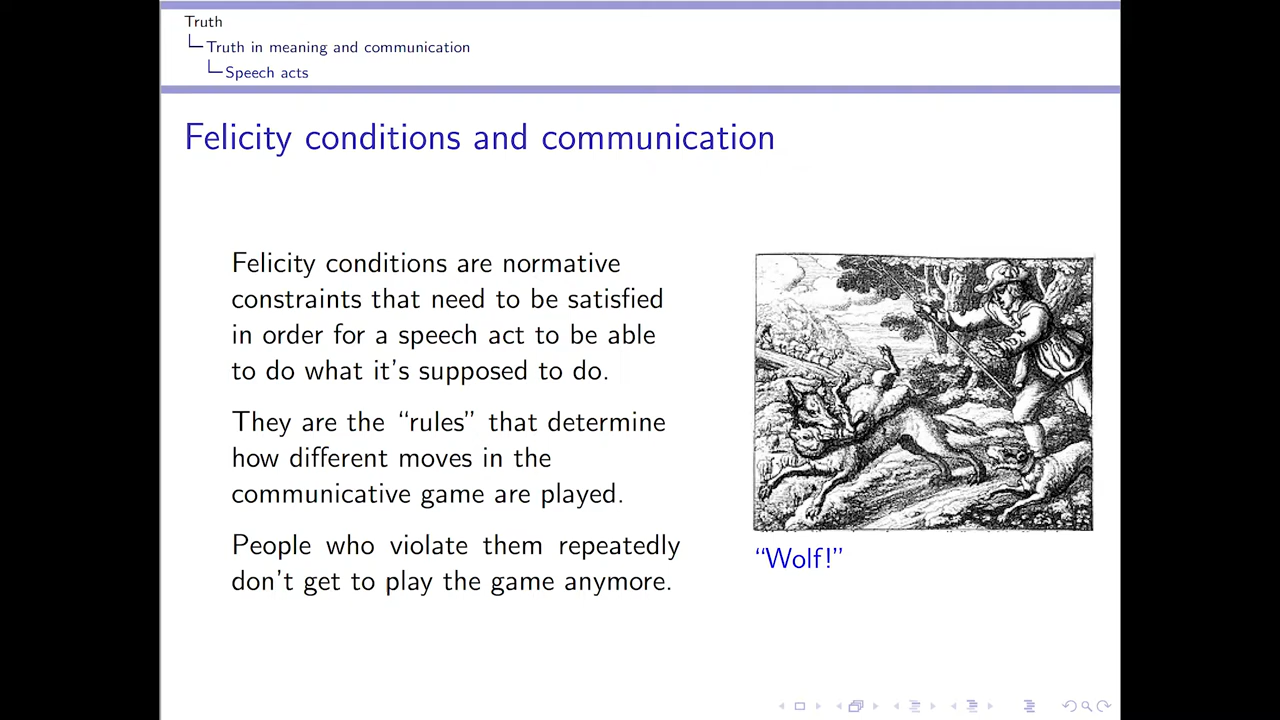 Truth
Truth in meaning and communication
Speech acts
Felicity conditions and communication
Felicity conditions are normative
constraints that need to be satisfied
in order for a speech act to be able
to do what it's supposed to do.
They are the “rules” that determine
how different moves in the
communicative game are played.
People who violate them repeatedly
don't get to play the game anymore.
“Wolf!”